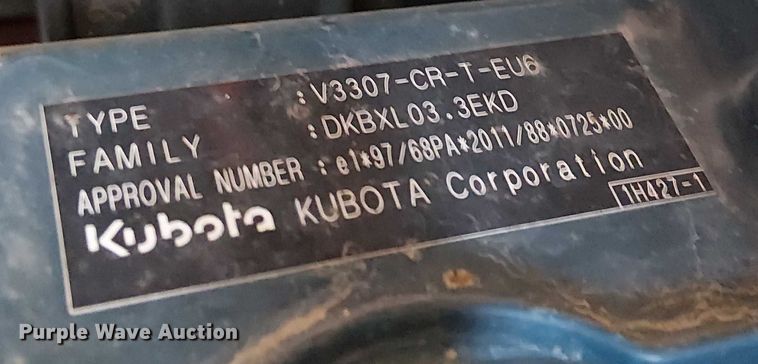 TYPE :V3307-CR-T-EU6
FAMILY :DKBXL03.3EKD
APPROVAL NUMBER :e1*97/68PA*2011/88*0725*00
Kubota KUBOTA Corporation
1H427-1
Purple Wave Auction